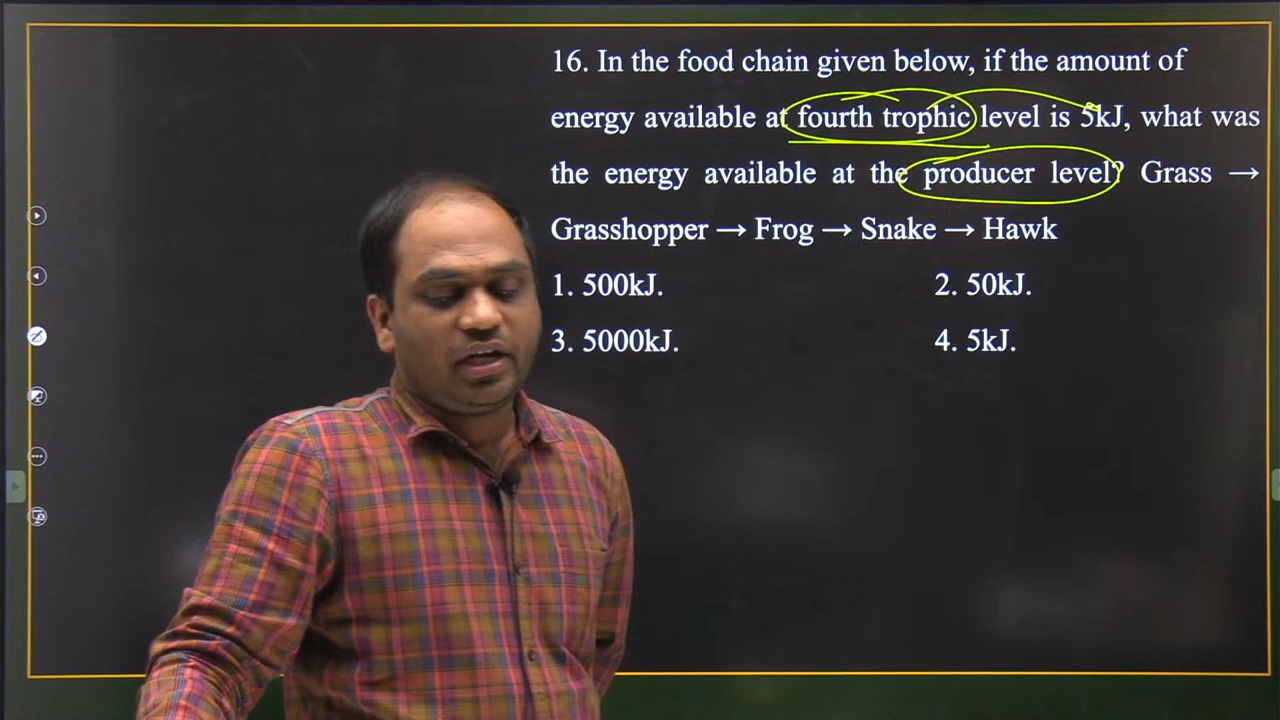 16. In the food chain given below, if the amount of
energy available at fourth trophic level is 5kJ, what was
the energy available at the producer level? Grass →
Grasshopper → Frog → Snake → Hawk
1. 500kJ. 2. 50kJ.
3. 5000kJ. 4. 5kJ.